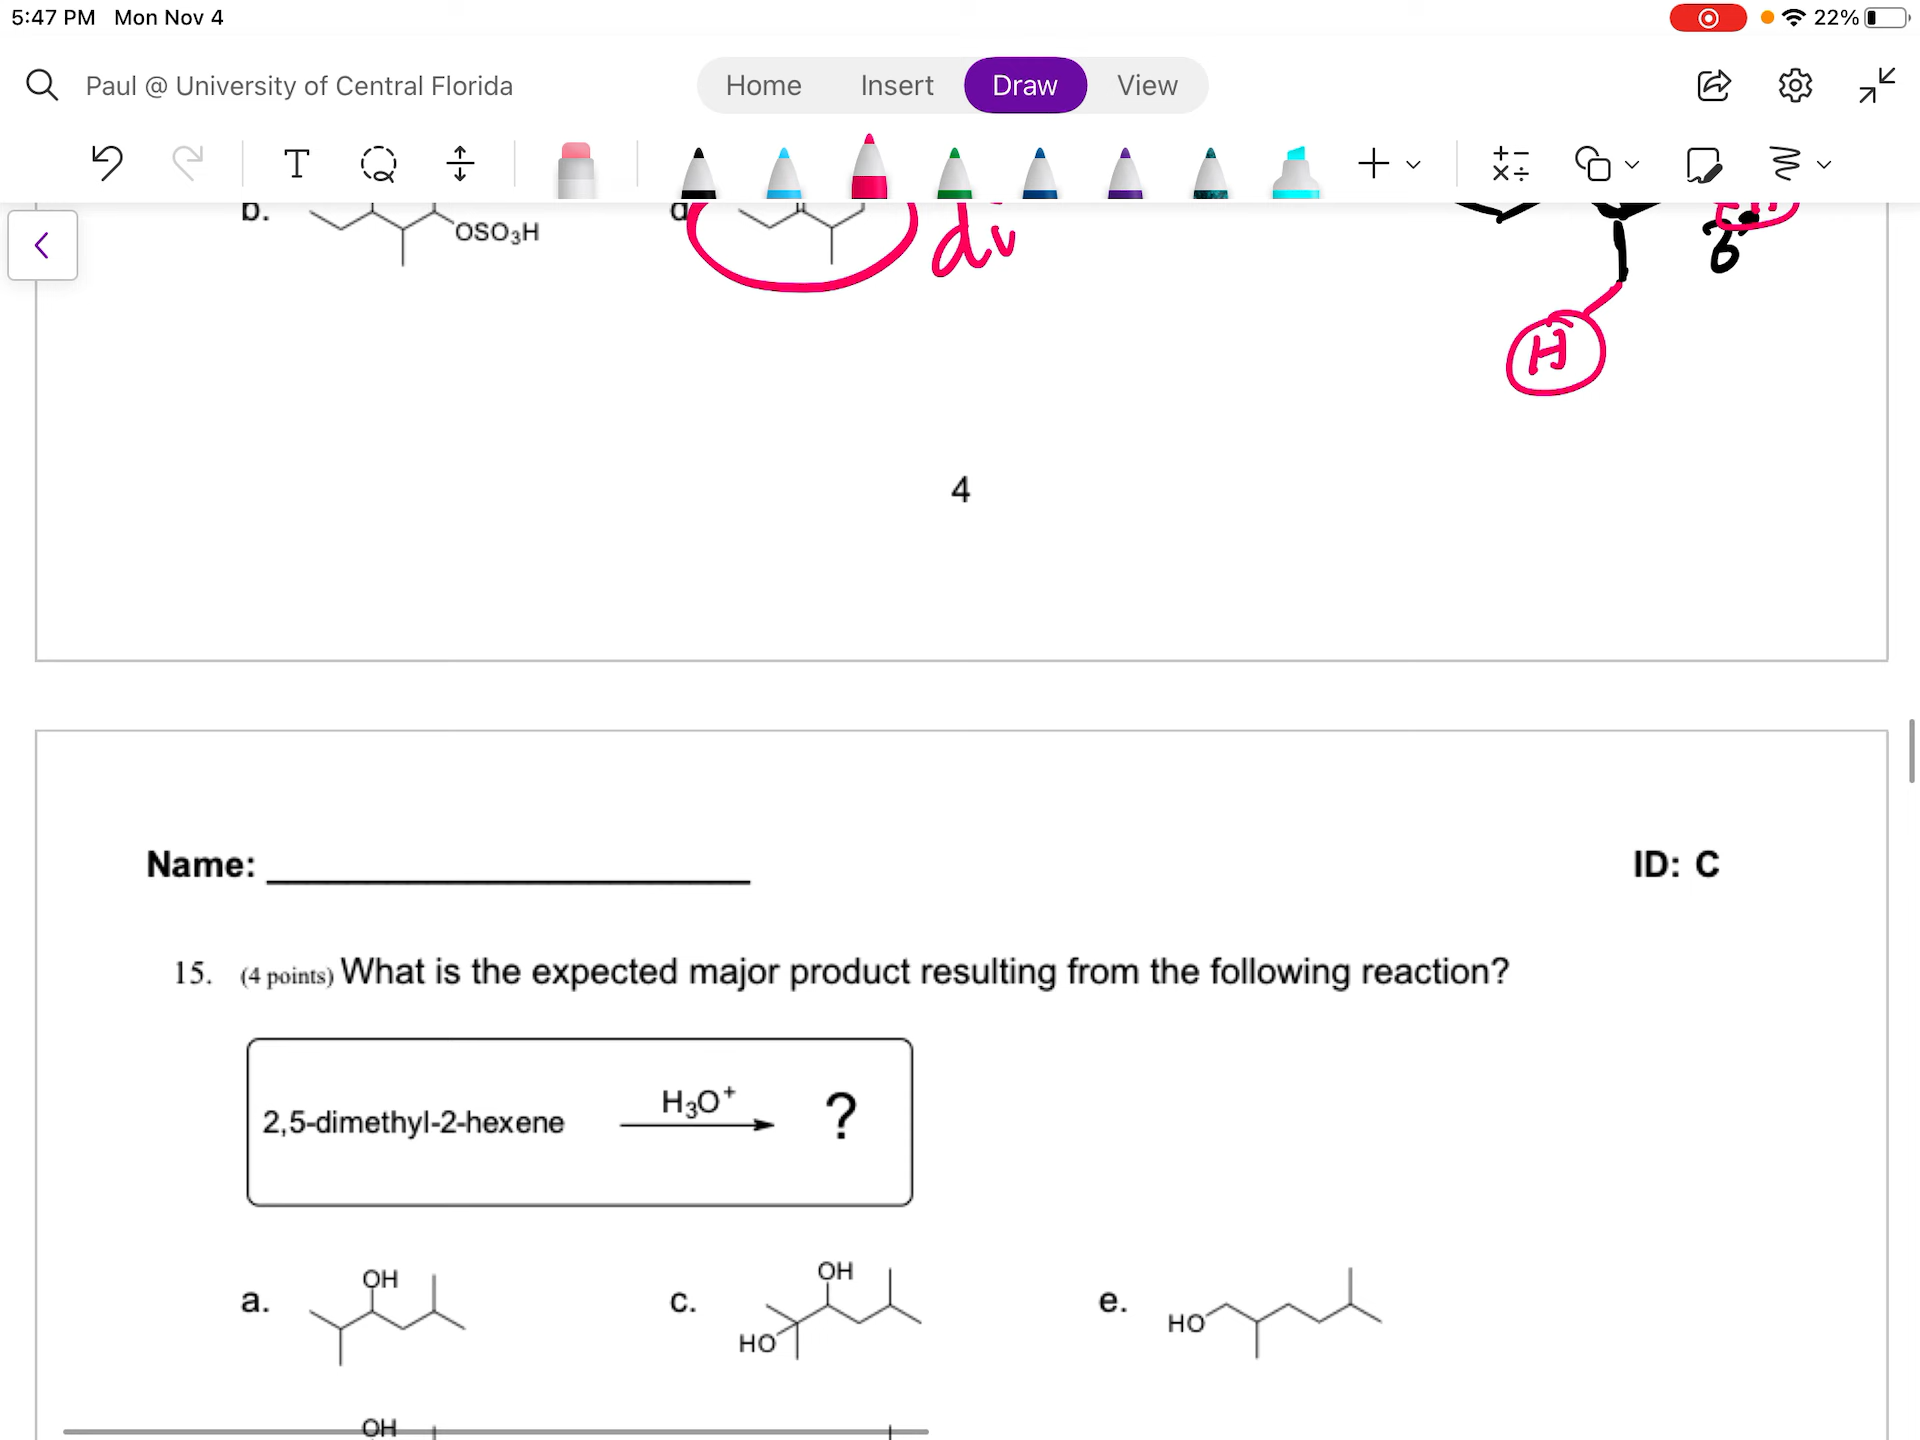 5:47 PM Mon Nov 4
22%
Paul @ University of Central Florida
Home Insert Draw View
T
b. OSO₃H
d
di
H
4
Name:
ID: C
15. (4 points) What is the expected major product resulting from the following reaction?
2,5-dimethyl-2-hexene H₃O⁺ ?
a. OH
c. OH HO
e. HO
OH